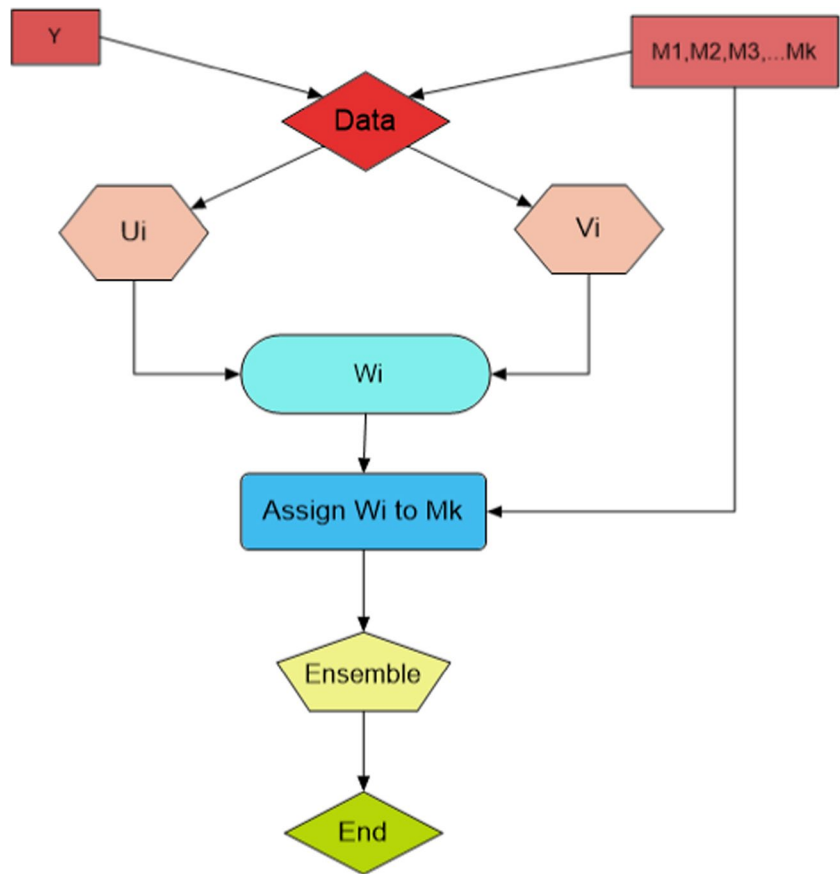 Y
M1,M2,M3,...Mk
Data
Ui
Vi
Wi
Assign Wi to Mk
Ensemble
End